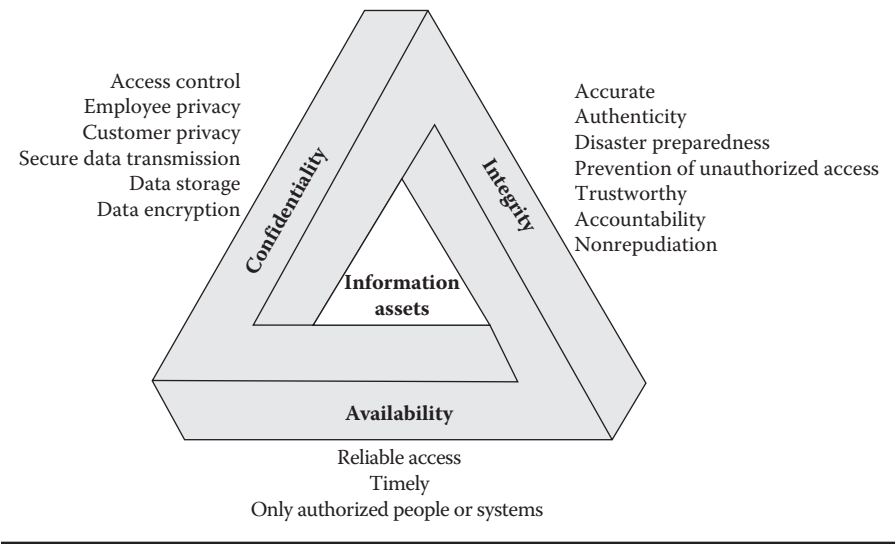 Access control
Employee privacy
Customer privacy
Secure data transmission
Data storage
Data encryption
Confidentiality
Integrity
Accurate
Authenticity
Disaster preparedness
Prevention of unauthorized access
Trustworthy
Accountability
Nonrepudiation
Information
assets
Availability
Reliable access
Timely
Only authorized people or systems